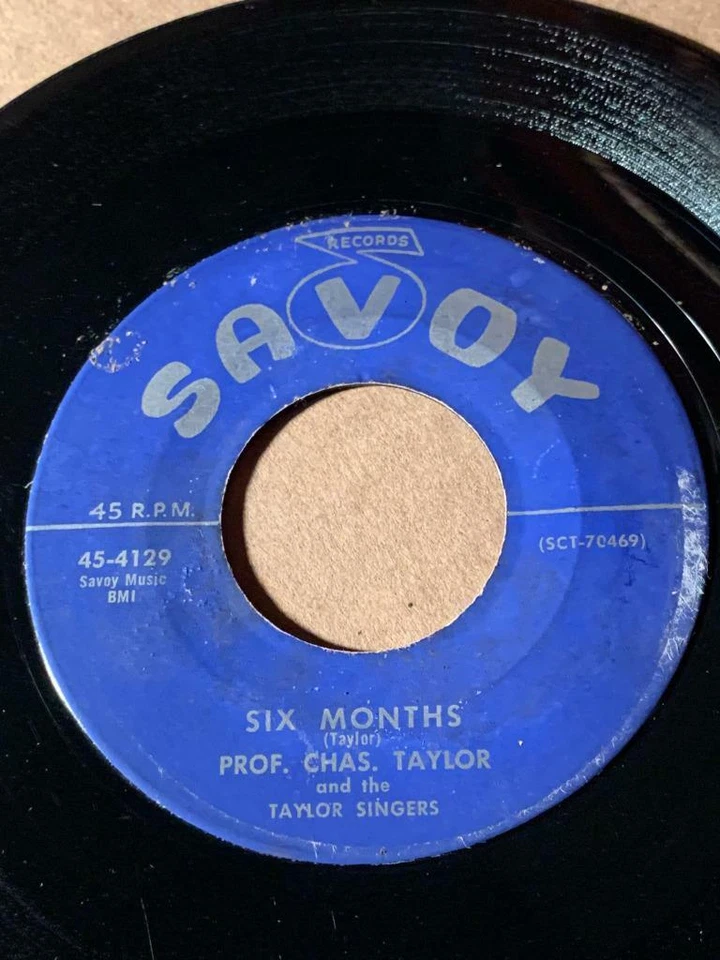 RECORDS
SAVOY
45 R.P.M.
45-4129
Savoy Music
BMI
(SCT-70469)
SIX MONTHS
(Taylor)
PROF. CHAS. TAYLOR
and the
TAYLOR SINGERS